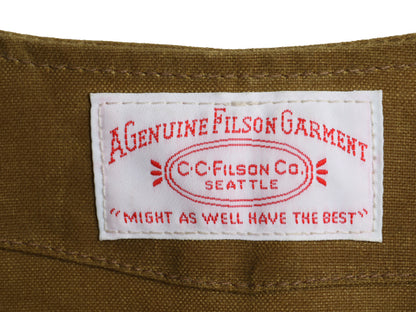 A GENUINE FILSON GARMENT
C·C·FILSON CO.
SEATTLE
"MIGHT AS WELL HAVE THE BEST"